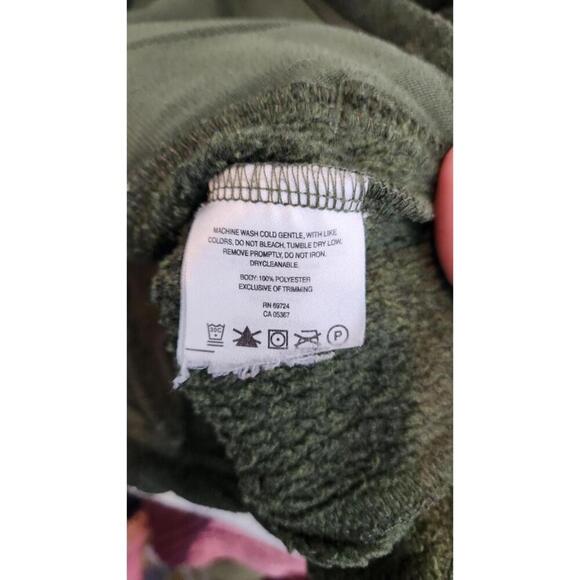 MACHINE WASH COLD GENTLE, WITH LIKE
COLORS, DO NOT BLEACH, TUMBLE DRY LOW.
REMOVE PROMPTLY, DO NOT IRON.
DRYCLEANABLE.
BODY: 100% POLYESTER
EXCLUSIVE OF TRIMMING
RN 69724
CA 05367
30C P